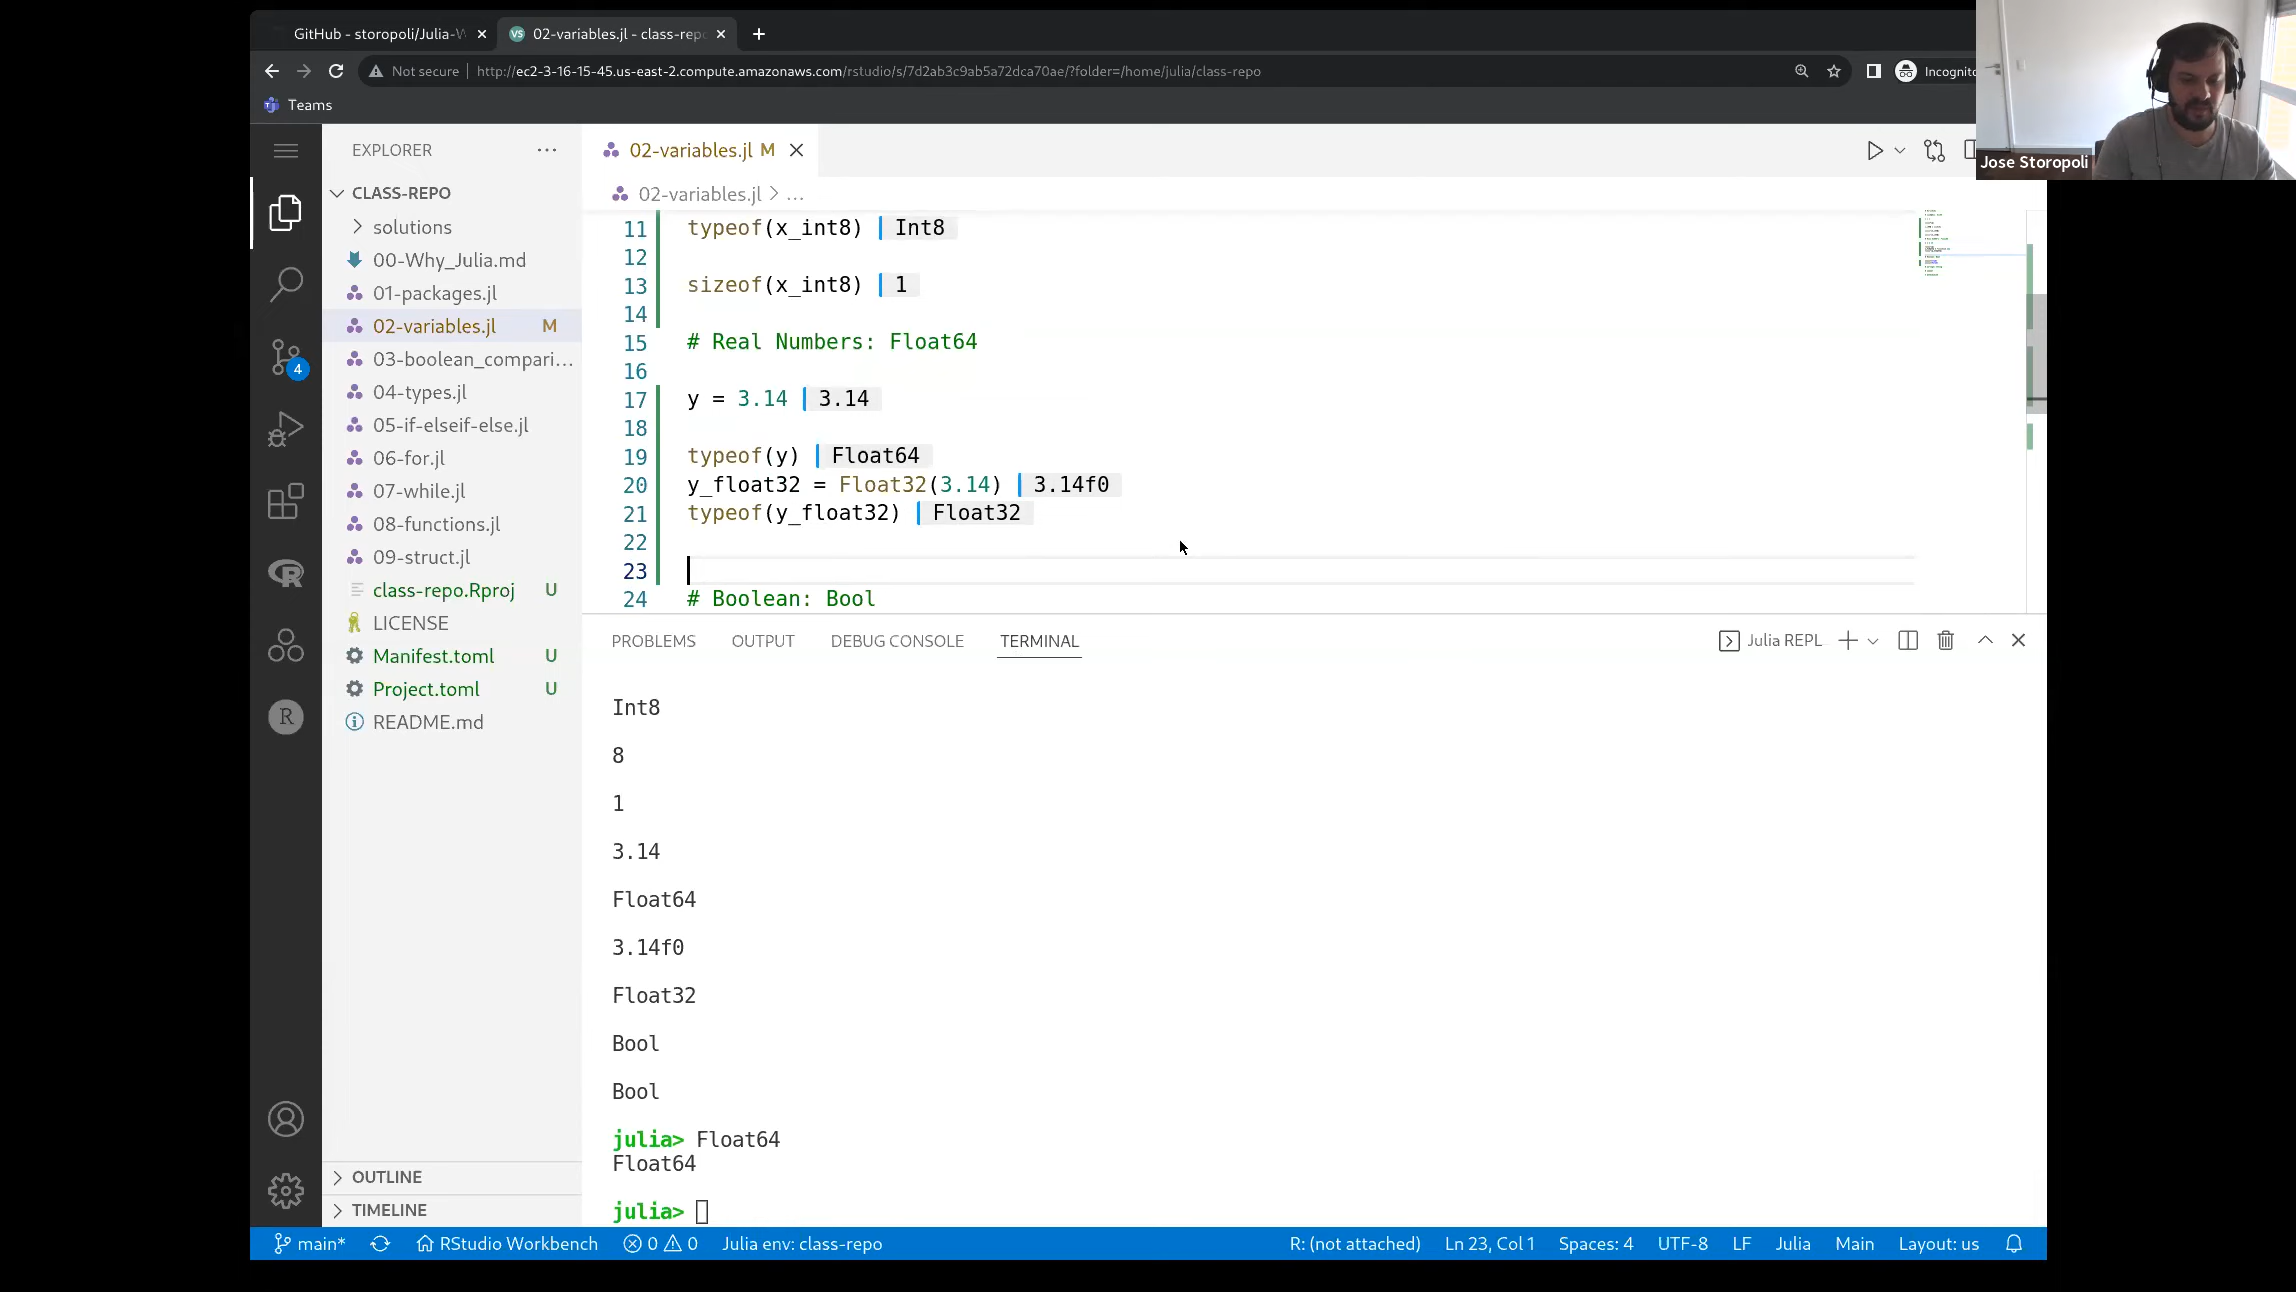 GitHub - storopoli/Julia-W
02-variables.jl - class-repo
Not secure
http://ec2-3-16-15-45.us-east-2.compute.amazonaws.com/rstudio/s/7d2ab3c9ab5a72dca70ae/?folder=/home/julia/class-repo
Incognito
Teams
Jose Storopoli
EXPLORER
CLASS-REPO
solutions
00-Why_Julia.md
01-packages.jl
02-variables.jl M
03-boolean_compari...
04-types.jl
05-if-elseif-else.jl
06-for.jl
07-while.jl
08-functions.jl
09-struct.jl
class-repo.Rproj U
LICENSE
Manifest.toml U
Project.toml U
README.md
OUTLINE
TIMELINE
4
R
R
02-variables.jl M
02-variables.jl > ...
11 typeof(x_int8) Int8
12
13 sizeof(x_int8) 1
14
15 # Real Numbers: Float64
16
17 y = 3.14 3.14
18
19 typeof(y) Float64
20 y_float32 = Float32(3.14) 3.14f0
21 typeof(y_float32) Float32
22
23
24 # Boolean: Bool
PROBLEMS OUTPUT DEBUG CONSOLE TERMINAL
Julia REPL
Int8
8
1
3.14
Float64
3.14f0
Float32
Bool
Bool
julia> Float64
Float64
julia>
main* RStudio Workbench 0 0 Julia env: class-repo
R: (not attached) Ln 23, Col 1 Spaces: 4 UTF-8 LF Julia Main Layout: us